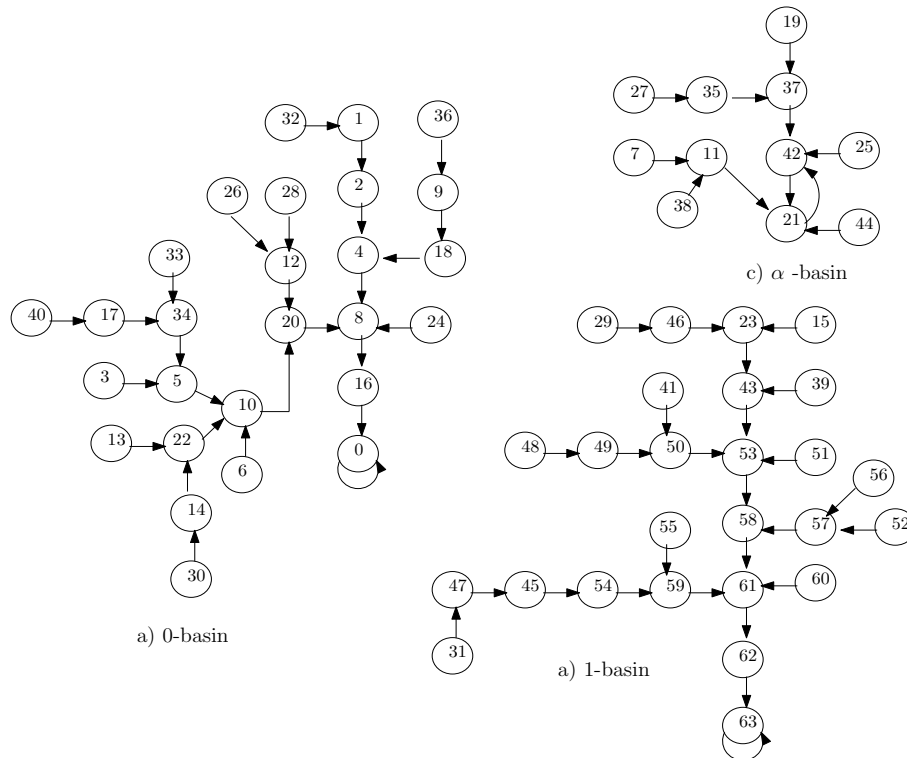 19
27 35 37
7 11 42 25
38 21 44
c) α -basin
32 1 36
26 28 2 9
12 4 18
33
40 17 34 20 8 24
3 5 10 16
13 22 6 0
14
30
a) 0-basin
29 46 23 15
41 43 39
48 49 50 53 51
56
55 58 57 52
47 45 54 59 61 60
31 62
a) 1-basin
63